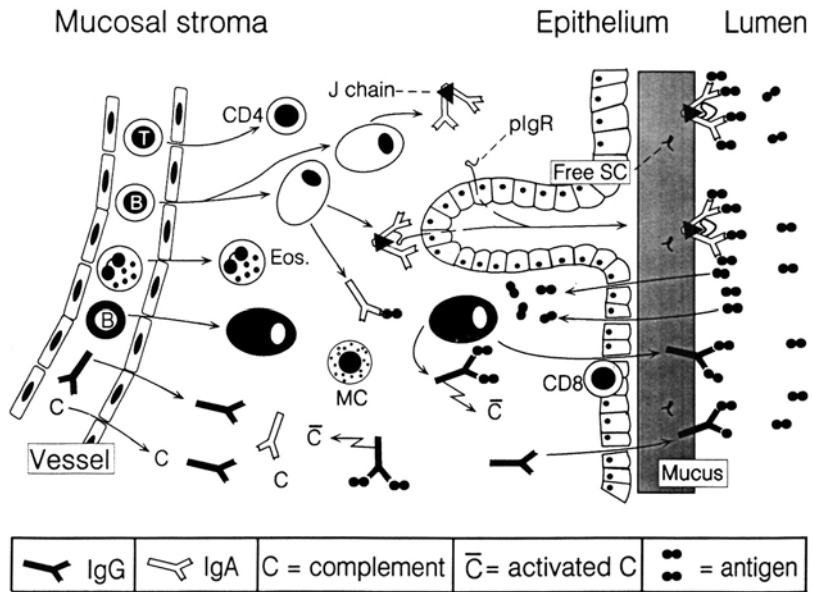 Mucosal stroma
Epithelium
Lumen
J chain
CD4
T
pIgR
Free SC
B
Eos.
B
MC
CD8
C̅
C
C
C̅
C
Vessel
Mucus
IgG
IgA
C = complement
C̅ = activated C
= antigen